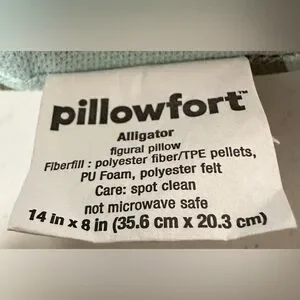 pillowfort™
Alligator
figural pillow
Fiberfill : polyester fiber/TPE pellets,
PU Foam, polyester felt
Care: spot clean
not microwave safe
14 in x 8 in (35.6 cm x 20.3 cm)